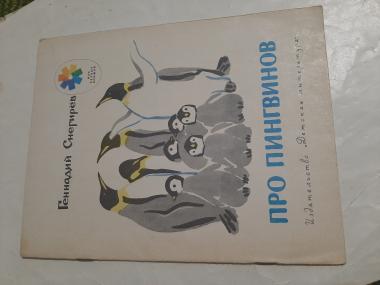 Геннадий Снегирев
ПРО ПИНГВИНОВ
Издательство „Детская литература"